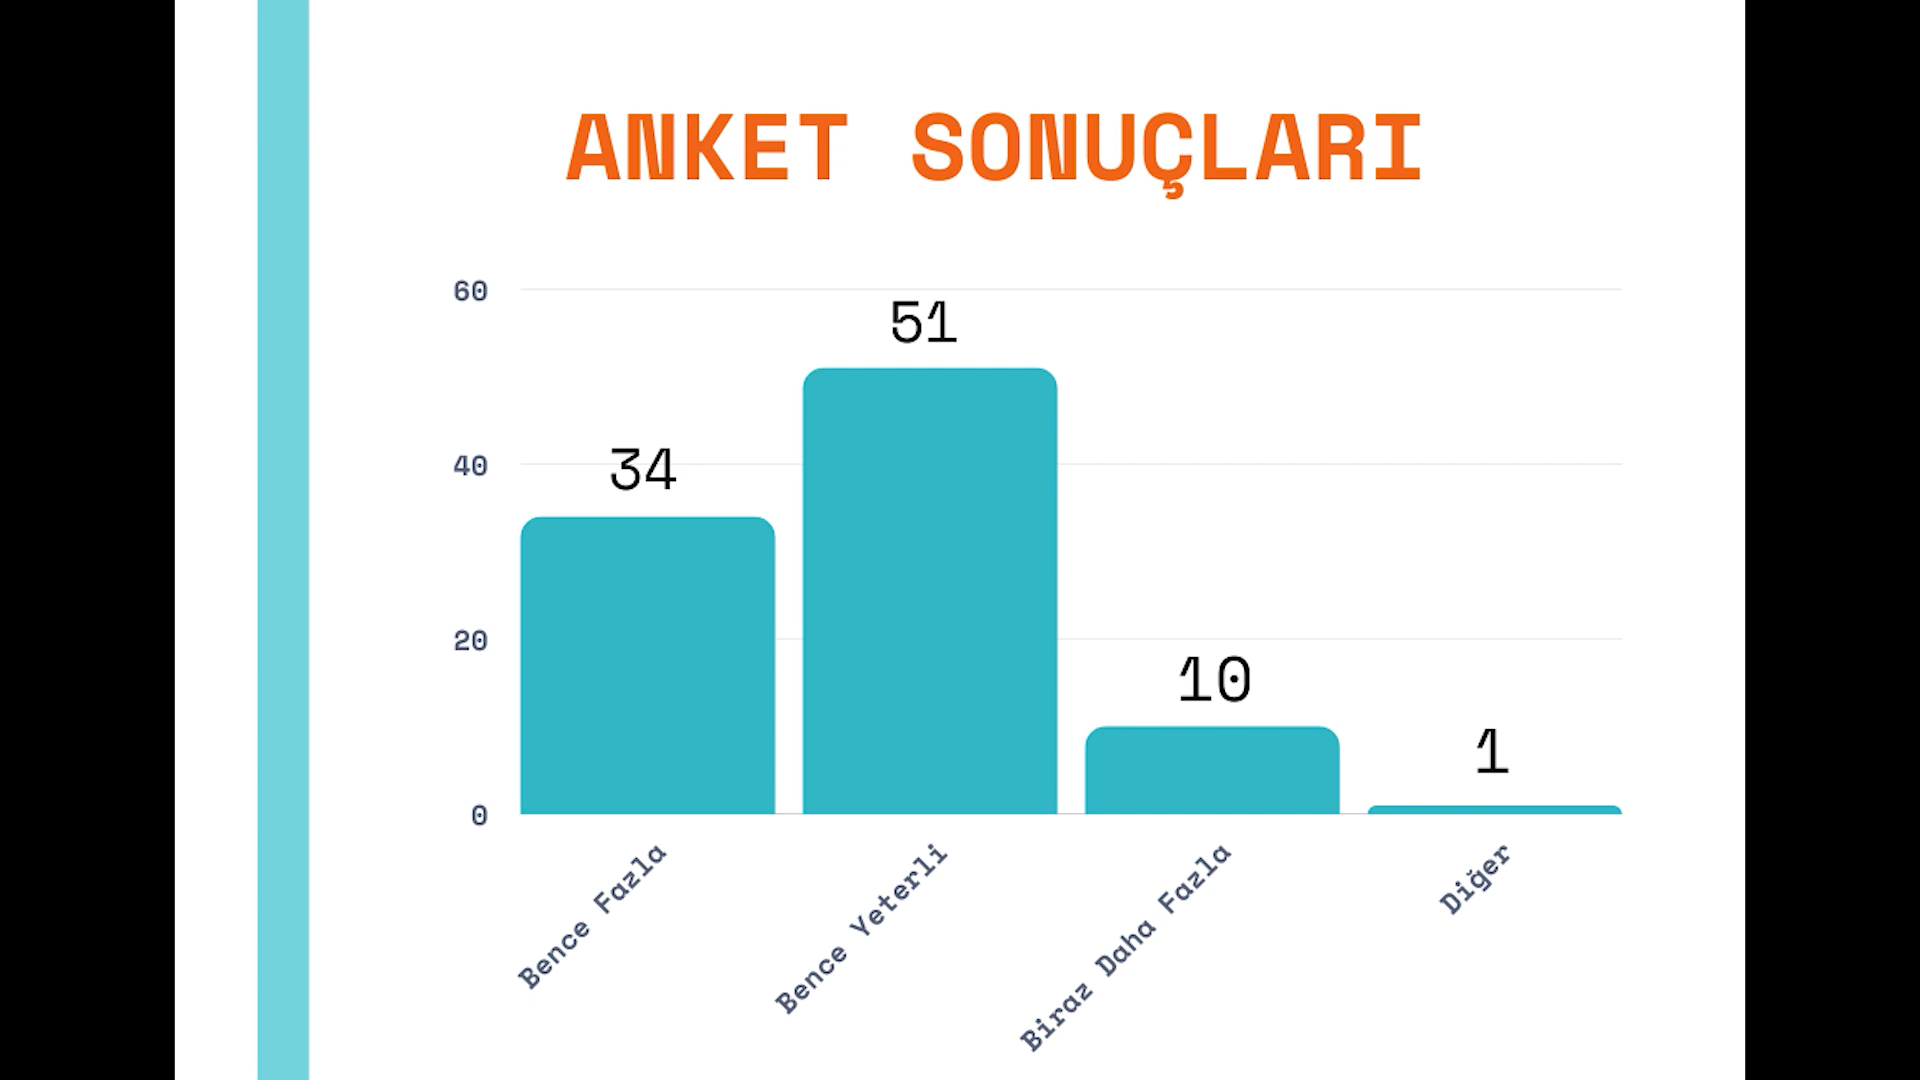 ANKET SONUÇLARI
60
51
40
34
20
10
1
0
Bence Fazla
Bence Yeterli
Biraz Daha Fazla
Diğer